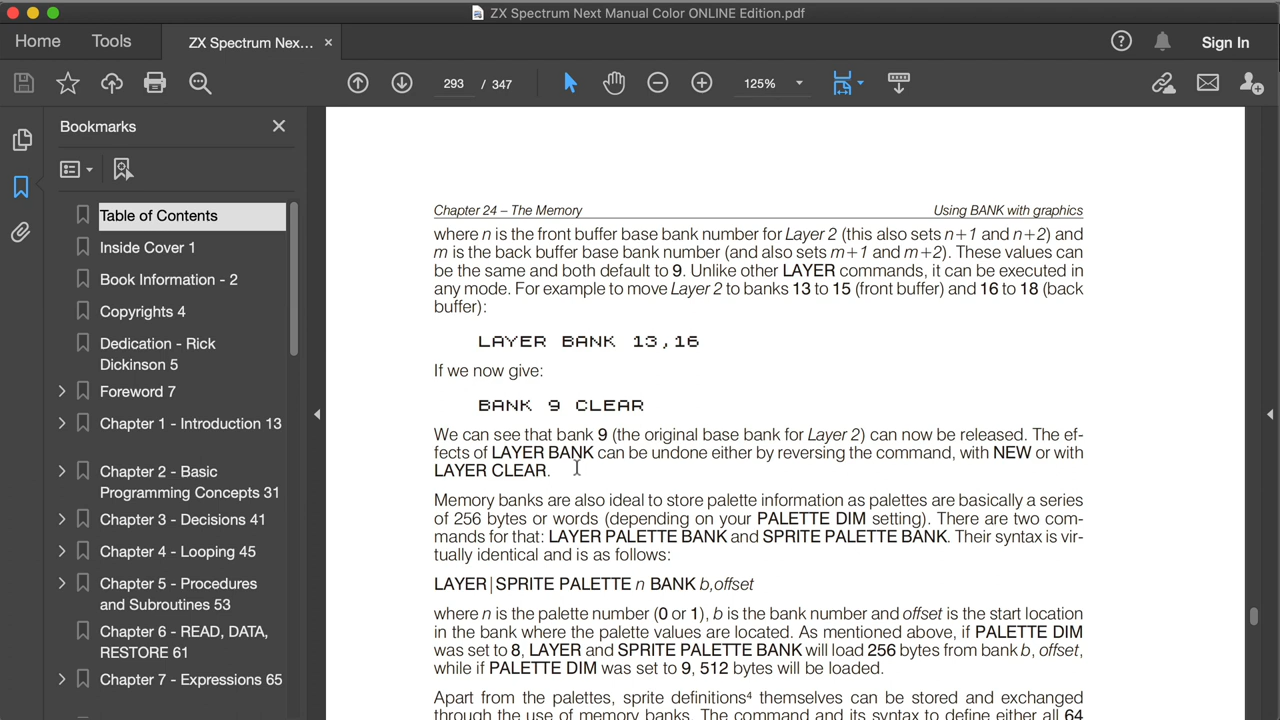 ZX Spectrum Next Manual Color ONLINE Edition.pdf
Home
Tools
ZX Spectrum Nex... ×
Sign In
293 / 347
125%
Bookmarks
Table of Contents
Inside Cover 1
Book Information - 2
Copyrights 4
Dedication - Rick
Dickinson 5
Foreword 7
Chapter 1 - Introduction 13
Chapter 2 - Basic
Programming Concepts 31
Chapter 3 - Decisions 41
Chapter 4 - Looping 45
Chapter 5 - Procedures
and Subroutines 53
Chapter 6 - READ, DATA,
RESTORE 61
Chapter 7 - Expressions 65
Chapter 24 – The Memory
Using BANK with graphics
where n is the front buffer base bank number for Layer 2 (this also sets n+1 and n+2) and
m is the back buffer base bank number (and also sets m+1 and m+2). These values can
be the same and both default to 9. Unlike other LAYER commands, it can be executed in
any mode. For example to move Layer 2 to banks 13 to 15 (front buffer) and 16 to 18 (back
buffer):
LAYER BANK 13,16
If we now give:
BANK 9 CLEAR
We can see that bank 9 (the original base bank for Layer 2) can now be released. The ef-
fects of LAYER BANK can be undone either by reversing the command, with NEW or with
LAYER CLEAR.
Memory banks are also ideal to store palette information as palettes are basically a series
of 256 bytes or words (depending on your PALETTE DIM setting). There are two com-
mands for that: LAYER PALETTE BANK and SPRITE PALETTE BANK. Their syntax is vir-
tually identical and is as follows:
LAYER|SPRITE PALETTE n BANK b,offset
where n is the palette number (0 or 1), b is the bank number and offset is the start location
in the bank where the palette values are located. As mentioned above, if PALETTE DIM
was set to 8, LAYER and SPRITE PALETTE BANK will load 256 bytes from bank b, offset,
while if PALETTE DIM was set to 9, 512 bytes will be loaded.
Apart from the palettes, sprite definitions⁴ themselves can be stored and exchanged
through the use of memory banks. The command and its syntax to define either all 64